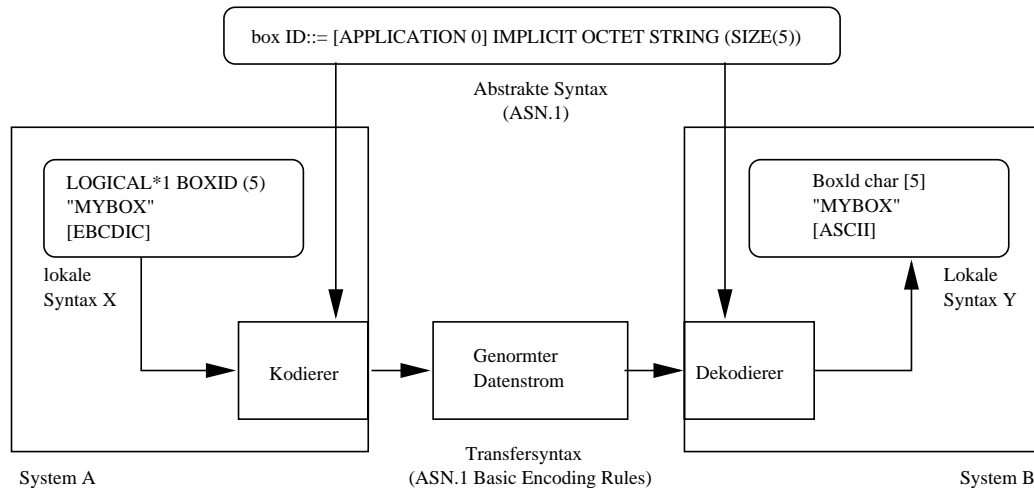 box ID::= [APPLICATION 0] IMPLICIT OCTET STRING (SIZE(5))
Abstrakte Syntax
(ASN.1)
LOGICAL*1 BOXID (5)
"MYBOX"
[EBCDIC]
lokale
Syntax X
Boxld char [5]
"MYBOX"
[ASCII]
Lokale
Syntax Y
Kodierer
Genormter
Datenstrom
Dekodierer
Transfersyntax
(ASN.1 Basic Encoding Rules)
System A
System B